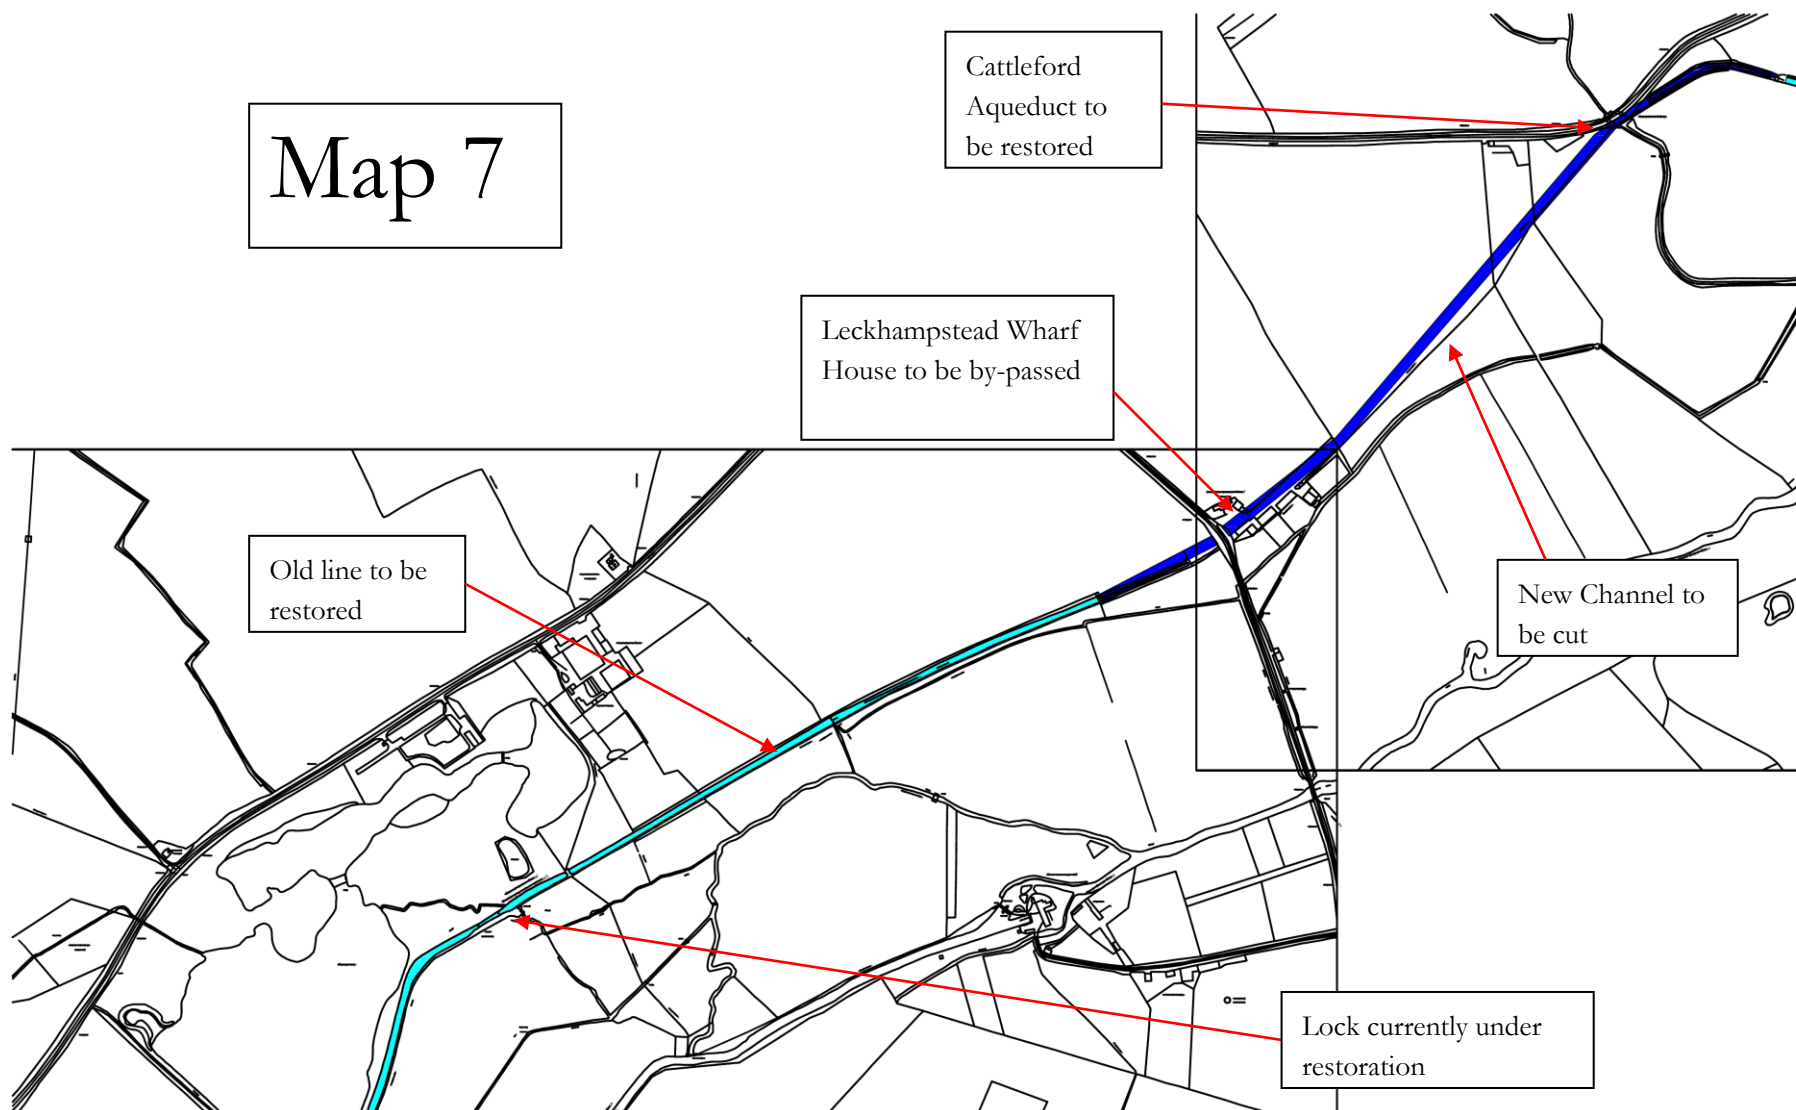 Map 7
Cattleford
Aqueduct to
be restored
Leckhampstead Wharf
House to be by-passed
Old line to be
restored
New Channel to
be cut
Lock currently under
restoration